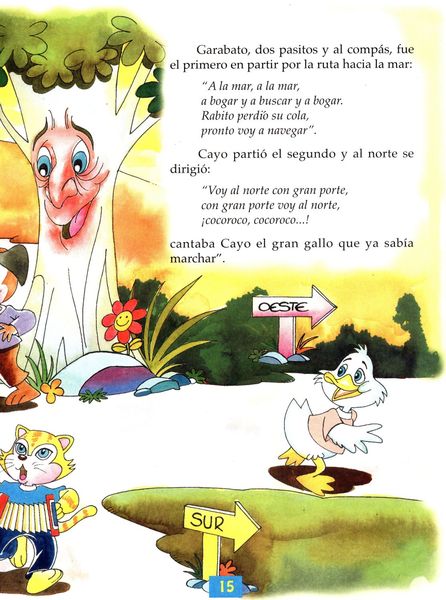 Garabato, dos pasitos y al compás, fue
el primero en partir por la ruta hacia la mar:
“A la mar, a la mar,
a bogar y a buscar y a bogar.
Rabito perdío su cola,
pronto voy a navegar”.
Cayo partió el segundo y al norte se
dirigió:
“Voy al norte con gran porte,
con gran porte voy al norte,
¡cocoroco, cocoroco...!
cantaba Cayo el gran gallo que ya sabía
marchar”.
OESTE
SUR
15